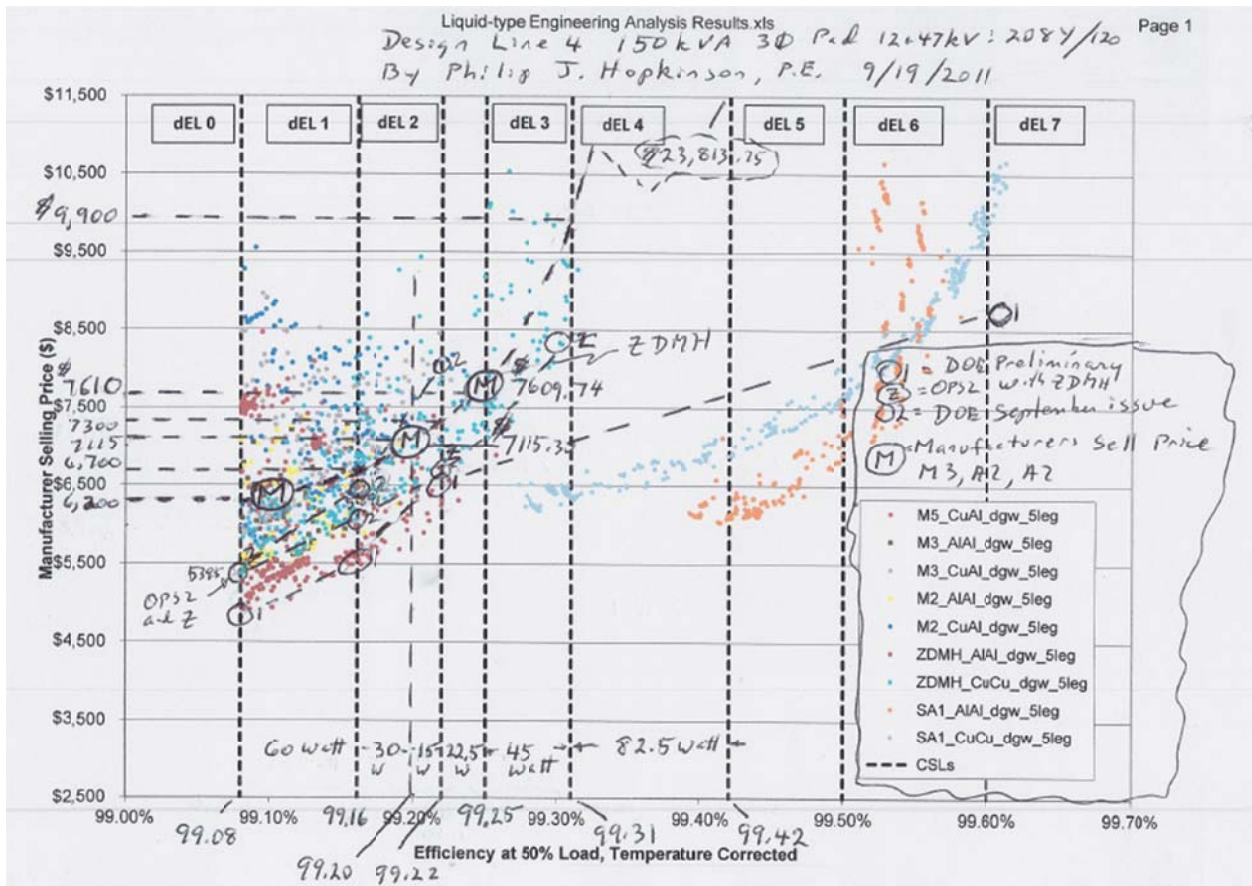 Liquid-type Engineering Analysis Results.xls
Page 1
Design Line 4 150kVA 3Φ Pad 12.47kV: 208Y/120
By Philip J. Hopkinson, P.E. 9/19/2011
$11,500
dEL 0 dEL 1 dEL 2 dEL 3 dEL 4 dEL 5 dEL 6 dEL 7
$23,813.75
$10,500
$9,900
$9,500
$8,500
ZDMH
$7610
$7609.74
$7,500
7300
7115
$7115.35
6,700
$6,500
6,200
$5,500
5395
OPS2
and Z
$4,500
$3,500
$2,500
Manufacturer Selling Price ($)
M
M
M
1
2
Z
1 = DOE Preliminary
Z = OPS2 with ZDMH
2 = DOE September issue
M = Manufacturers Sell Price
M3, A2, A2
M5_CuAl_dgw_5leg
M3_AlAl_dgw_5leg
M3_CuAl_dgw_5leg
M2_AlAl_dgw_5leg
M2_CuAl_dgw_5leg
ZDMH_AlAl_dgw_5leg
ZDMH_CuCu_dgw_5leg
SA1_AlAl_dgw_5leg
SA1_CuCu_dgw_5leg
CSLs
60 watt 30 w 15 w 22.5 w 45 watt 82.5 watt
99.00% 99.10% 99.20% 99.30% 99.40% 99.50% 99.60% 99.70%
99.08 99.16 99.25 99.31 99.42
99.20 99.22
Efficiency at 50% Load, Temperature Corrected